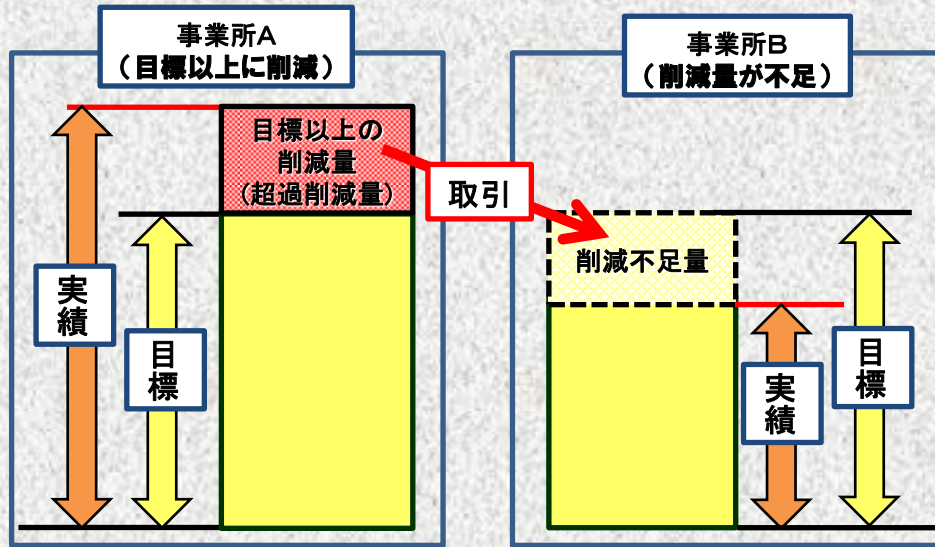 事業所A
（目標以上に削減）
目標以上の
削減量
(超過削減量)
実績
目標
取引
事業所B
（削減量が不足）
削減不足量
実績
目標